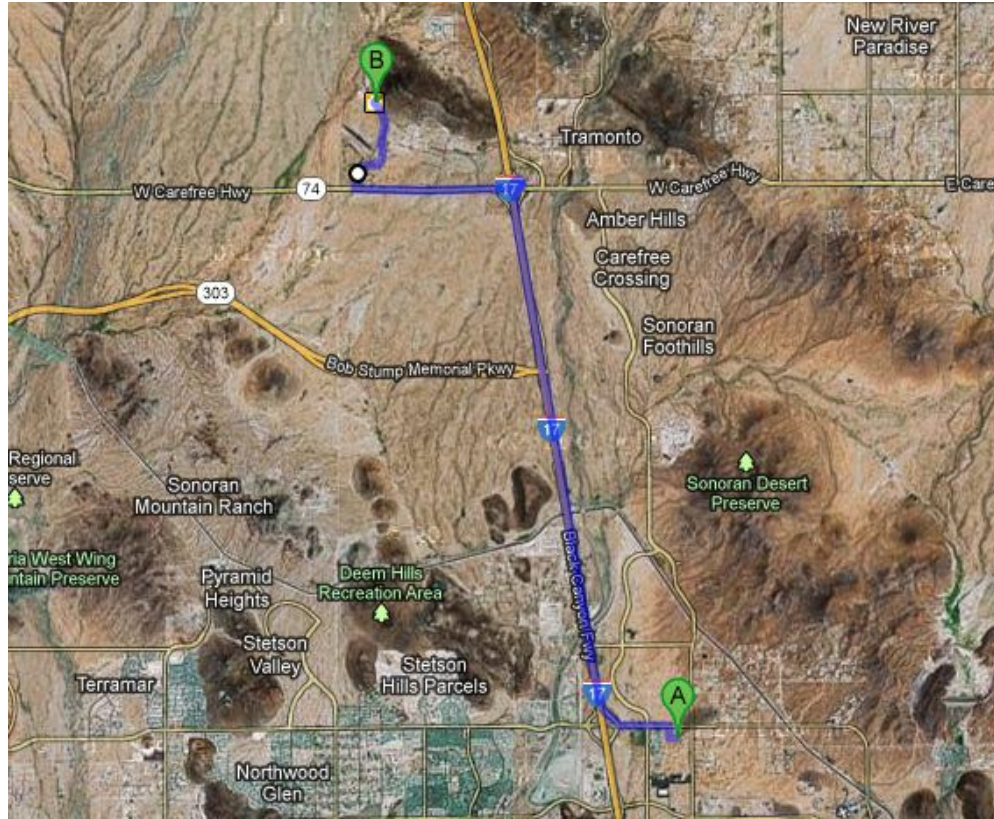 New River
Paradise
B
Tramonto
W Carefree Hwy
74
17
W Carefree Hwy
E Care
Amber Hills
Carefree
Crossing
303
Sonoran
Foothills
Bob Stump Memorial Pkwy
17
Regional
serve
Sonoran
Mountain Ranch
Sonoran Desert
Preserve
Black Canyon Fwy
ria West Wing
ntain Preserve
Pyramid
Heights
Deem Hills
Recreation Area
Stetson
Valley
Stetson
Hills Parcels
Terramar
17
A
Northwood
Glen